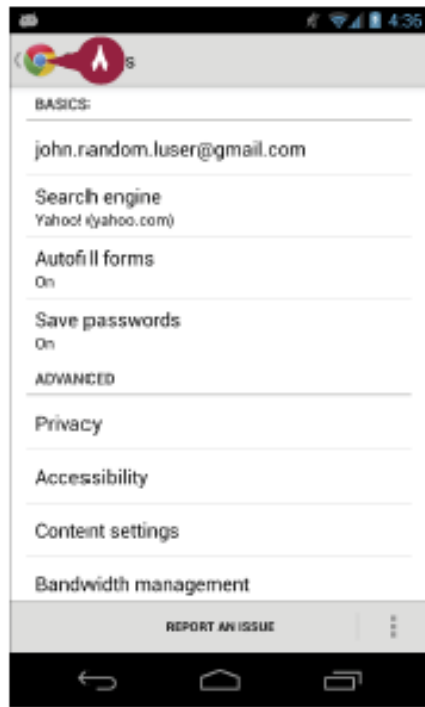 4:36
A s
BASICS
john.random.luser@gmail.com
Search engine
Yahoo! (yahoo.com)
Autofill forms
On
Save passwords
On
ADVANCED
Privacy
Accessibility
Content settings
Bandwidth management
REPORT AN ISSUE